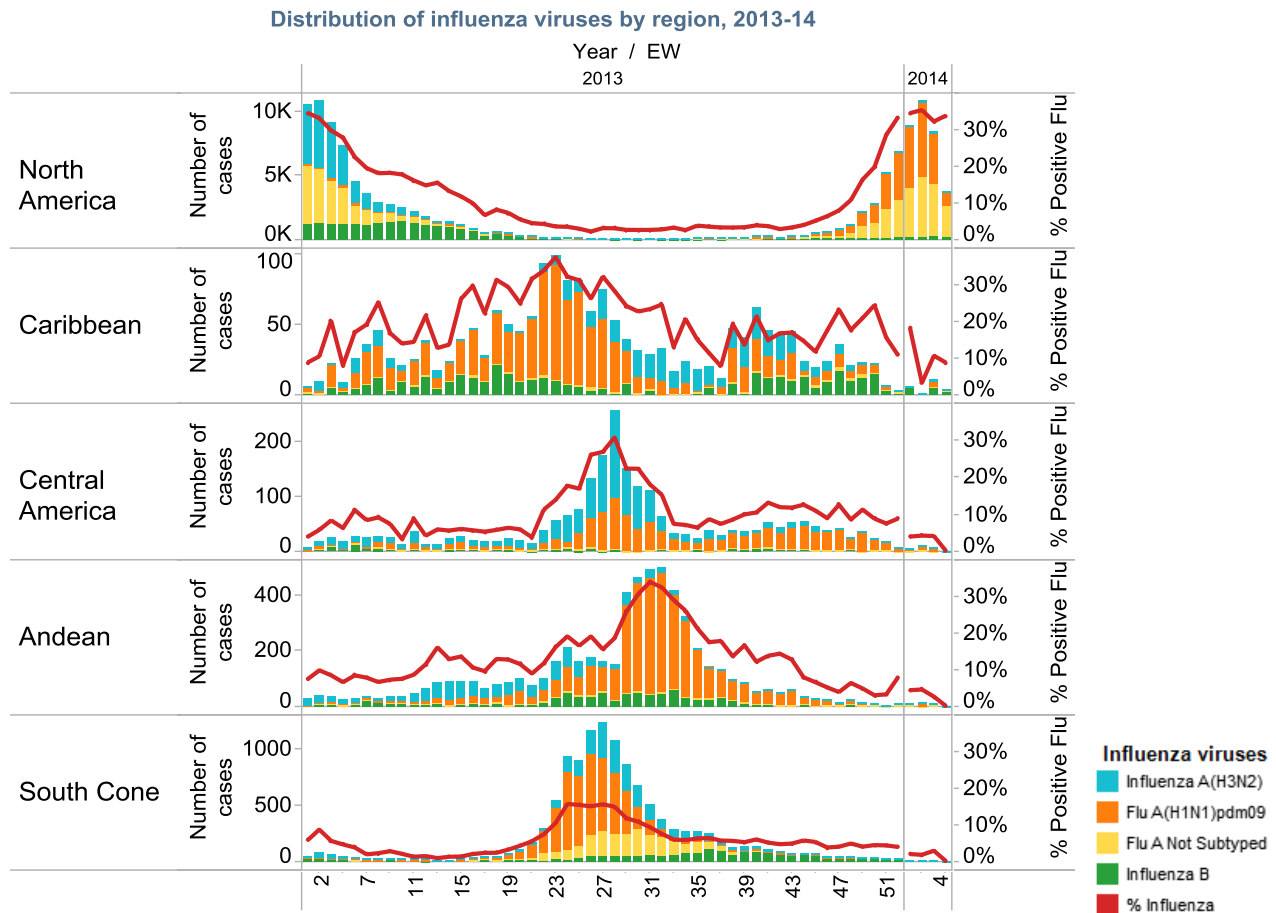 Distribution of influenza viruses by region, 2013-14
Year / EW
2013
2014
North
America
Number of
cases
10K
5K
0K
30%
20%
10%
0%
% Positive Flu
Caribbean
Number of
cases
100
50
0
30%
20%
10%
0%
% Positive Flu
Central
America
Number of
cases
200
100
0
30%
20%
10%
0%
% Positive Flu
Andean
Number of
cases
400
200
0
30%
20%
10%
0%
% Positive Flu
South Cone
Number of
cases
1000
500
0
30%
20%
10%
0%
% Positive Flu
2 7 11 15 19 23 27 31 35 39 43 47 51 4
Influenza viruses
Influenza A(H3N2)
Flu A(H1N1)pdm09
Flu A Not Subtyped
Influenza B
% Influenza